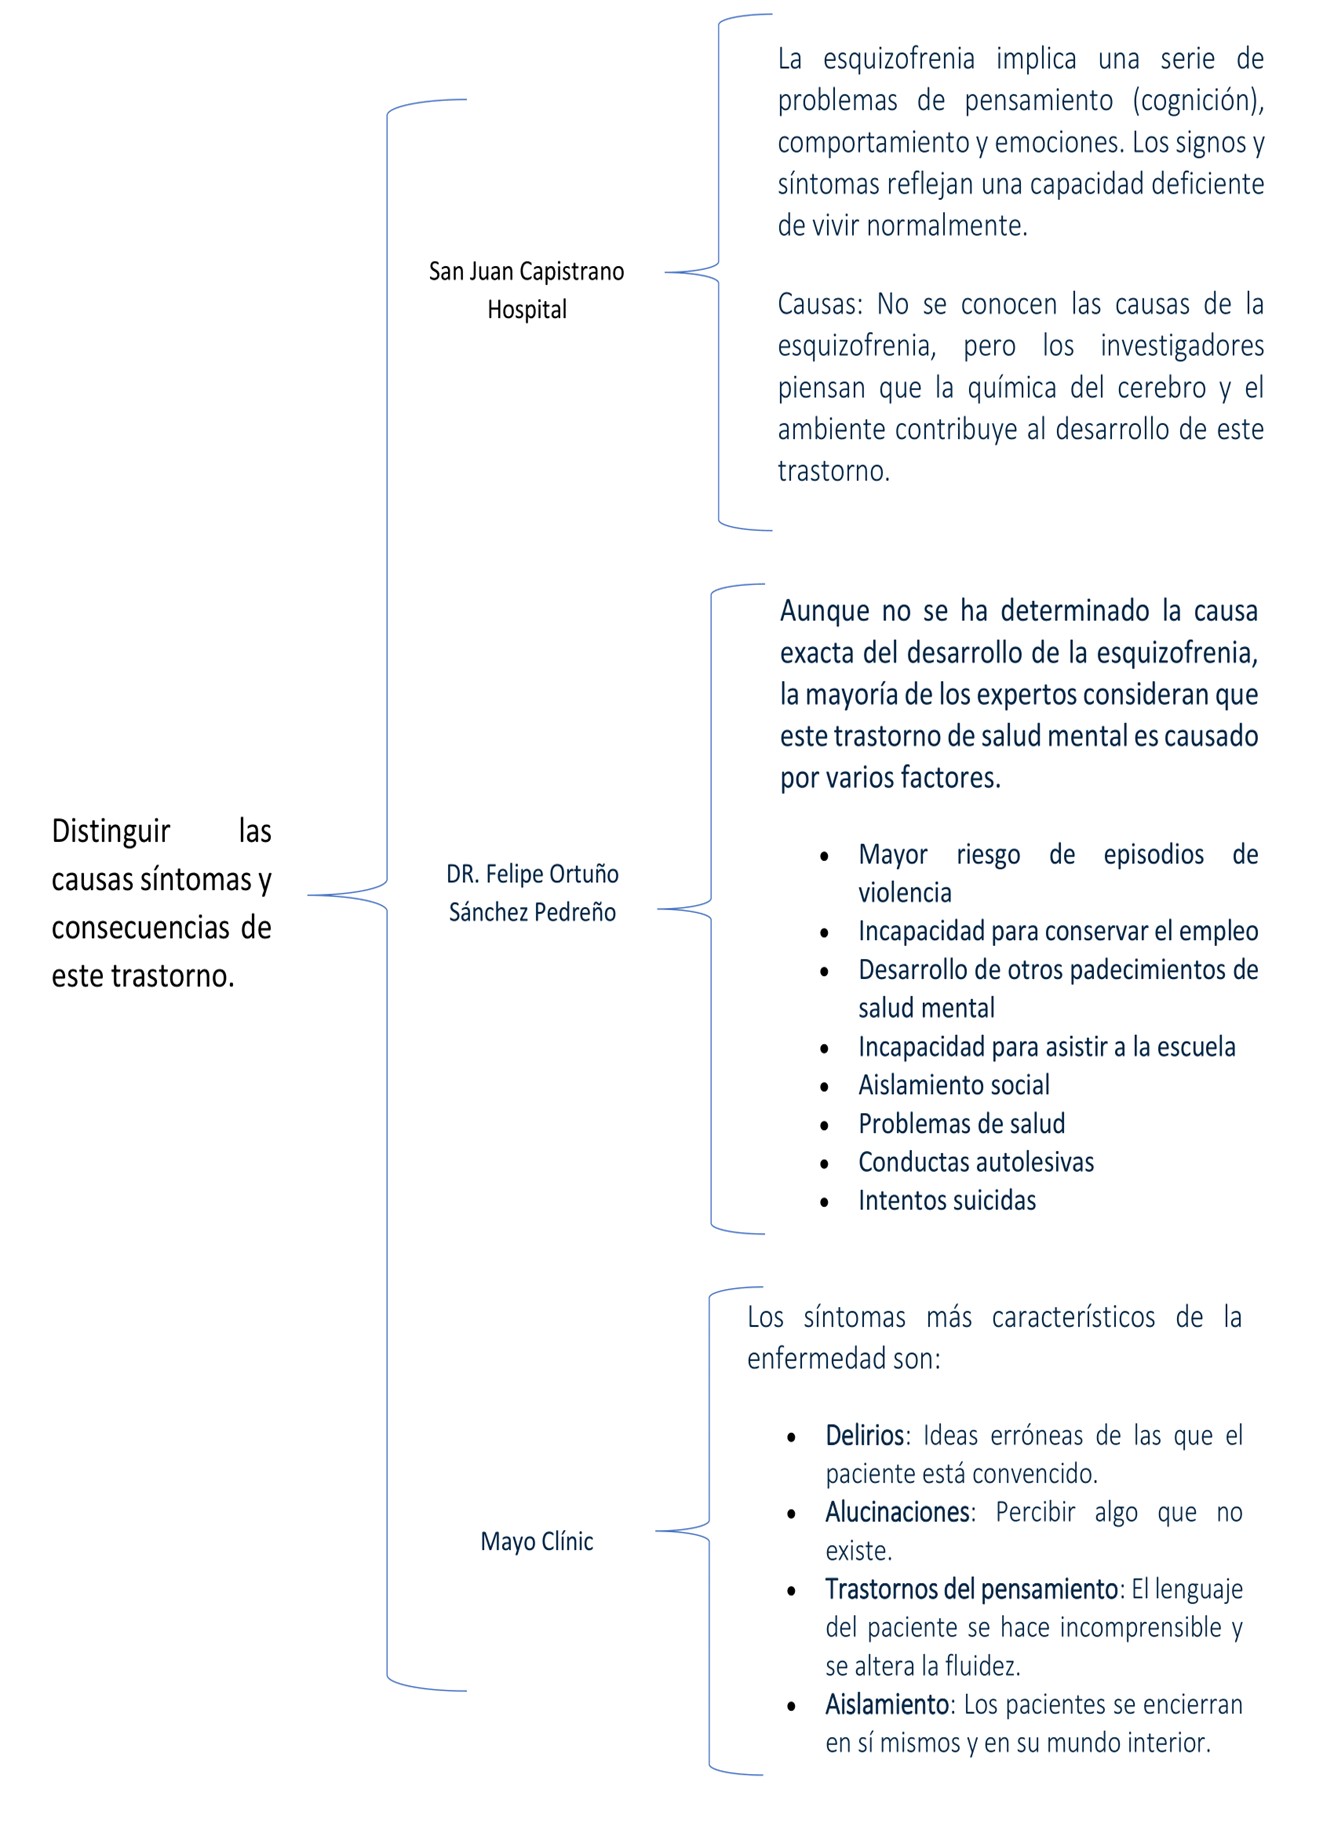 Distinguir las
causas síntomas y
consecuencias de
este trastorno.
San Juan Capistrano
Hospital
La esquizofrenia implica una serie de
problemas de pensamiento (cognición),
comportamiento y emociones. Los signos y
síntomas reflejan una capacidad deficiente
de vivir normalmente.
Causas: No se conocen las causas de la
esquizofrenia, pero los investigadores
piensan que la química del cerebro y el
ambiente contribuye al desarrollo de este
trastorno.
DR. Felipe Ortuño
Sánchez Pedreño
Aunque no se ha determinado la causa
exacta del desarrollo de la esquizofrenia,
la mayoría de los expertos consideran que
este trastorno de salud mental es causado
por varios factores.
• Mayor riesgo de episodios de
violencia
• Incapacidad para conservar el empleo
• Desarrollo de otros padecimientos de
salud mental
• Incapacidad para asistir a la escuela
• Aislamiento social
• Problemas de salud
• Conductas autolesivas
• Intentos suicidas
Mayo Clínic
Los síntomas más característicos de la
enfermedad son:
• Delirios: Ideas erróneas de las que el
paciente está convencido.
• Alucinaciones: Percibir algo que no
existe.
• Trastornos del pensamiento: El lenguaje
del paciente se hace incomprensible y
se altera la fluidez.
• Aislamiento: Los pacientes se encierran
en sí mismos y en su mundo interior.